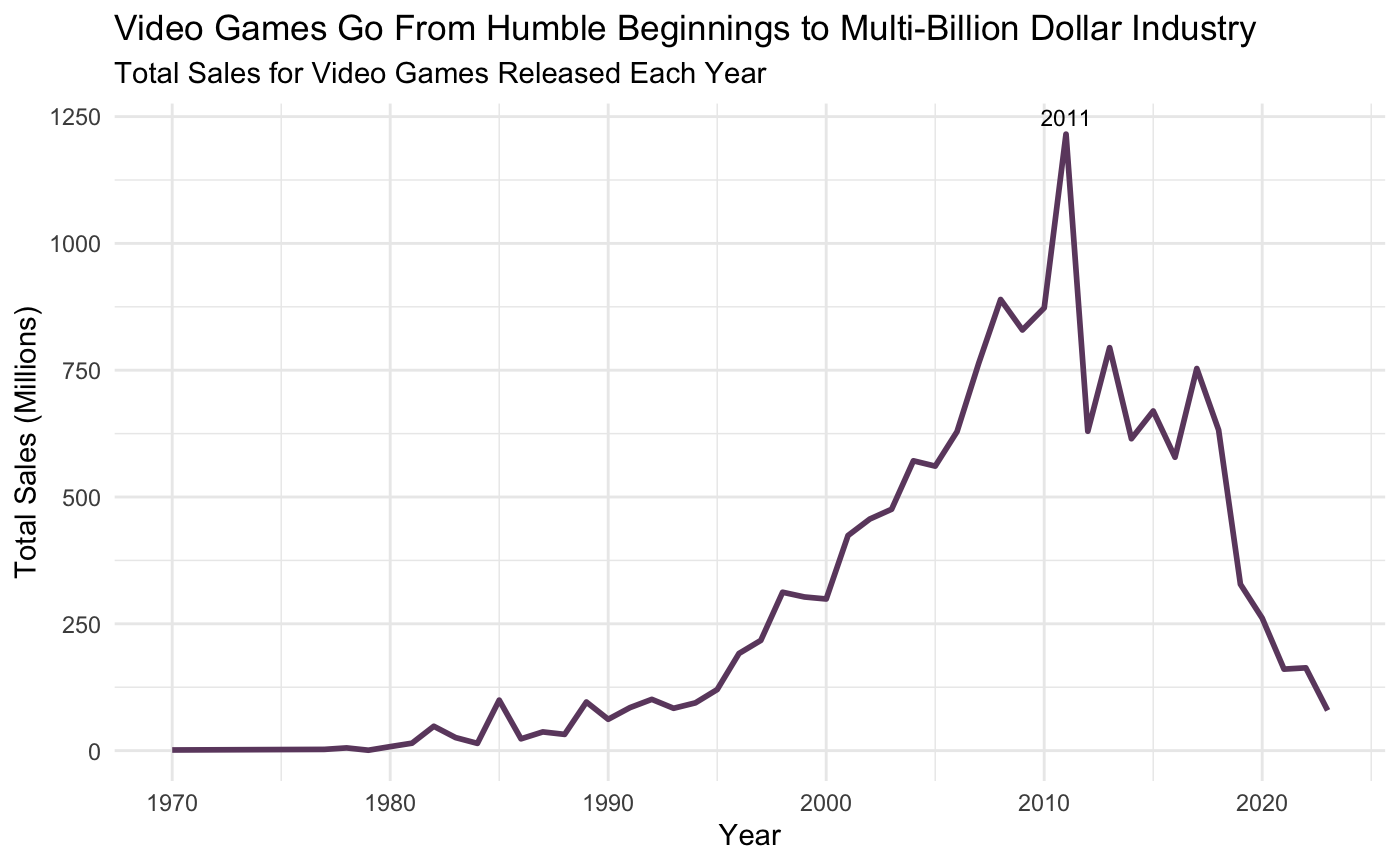 Video Games Go From Humble Beginnings to Multi-Billion Dollar Industry
Total Sales for Video Games Released Each Year
Total Sales (Millions)
1250
1000
750
500
250
0
2011
1970 1980 1990 2000 2010 2020
Year